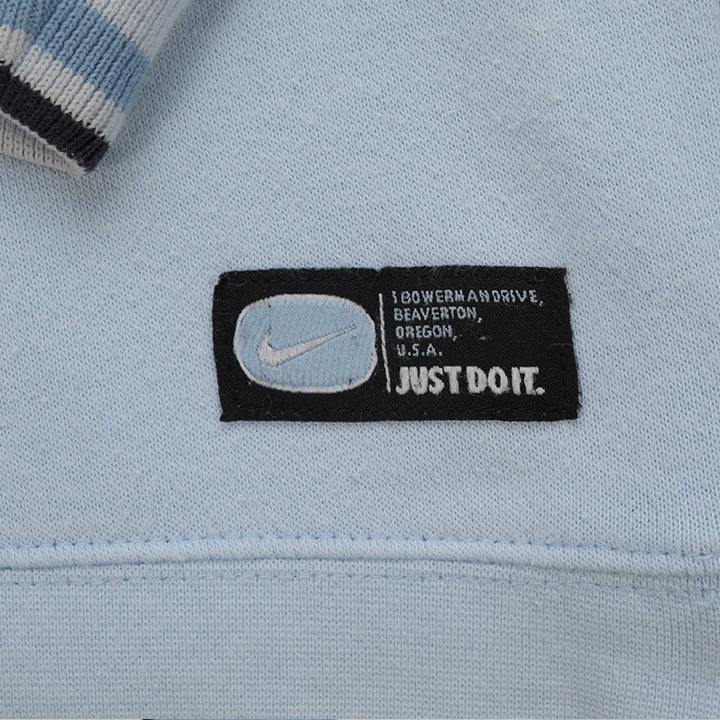 1 BOWERMAN DRIVE,
BEAVERTON,
OREGON,
U.S.A.
JUST DO IT.